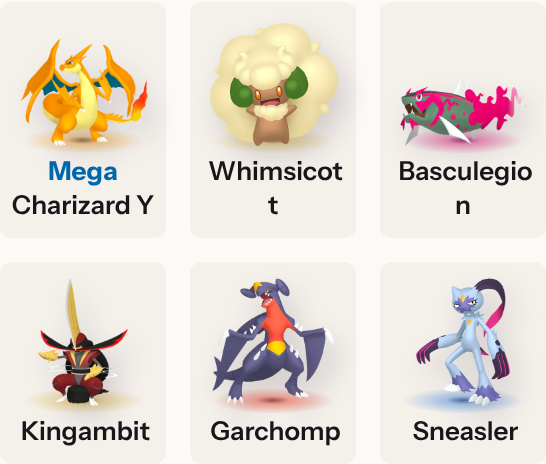 Mega
Charizard Y
Whimsicot
t
Basculegio
n
Kingambit
Garchomp
Sneasler